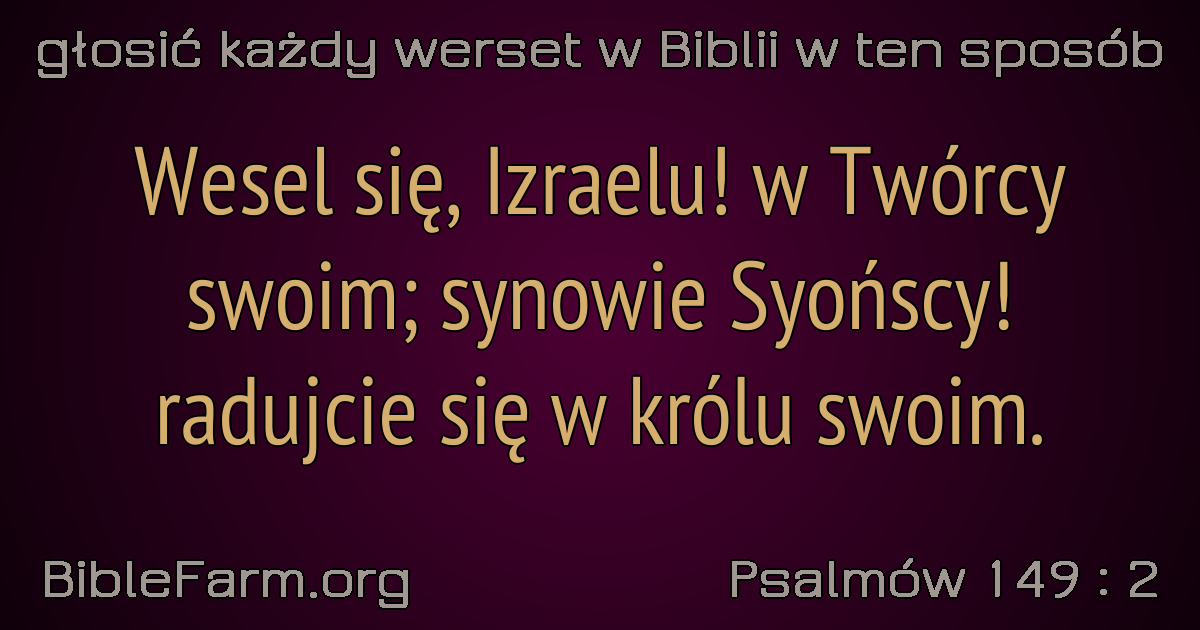 głosić każdy werset w Biblii w ten sposób
Wesel się, Izraelu! w Twórcy
swoim; synowie Syońscy!
radujcie się w królu swoim.
BibleFarm.org
Psalmów 149 : 2